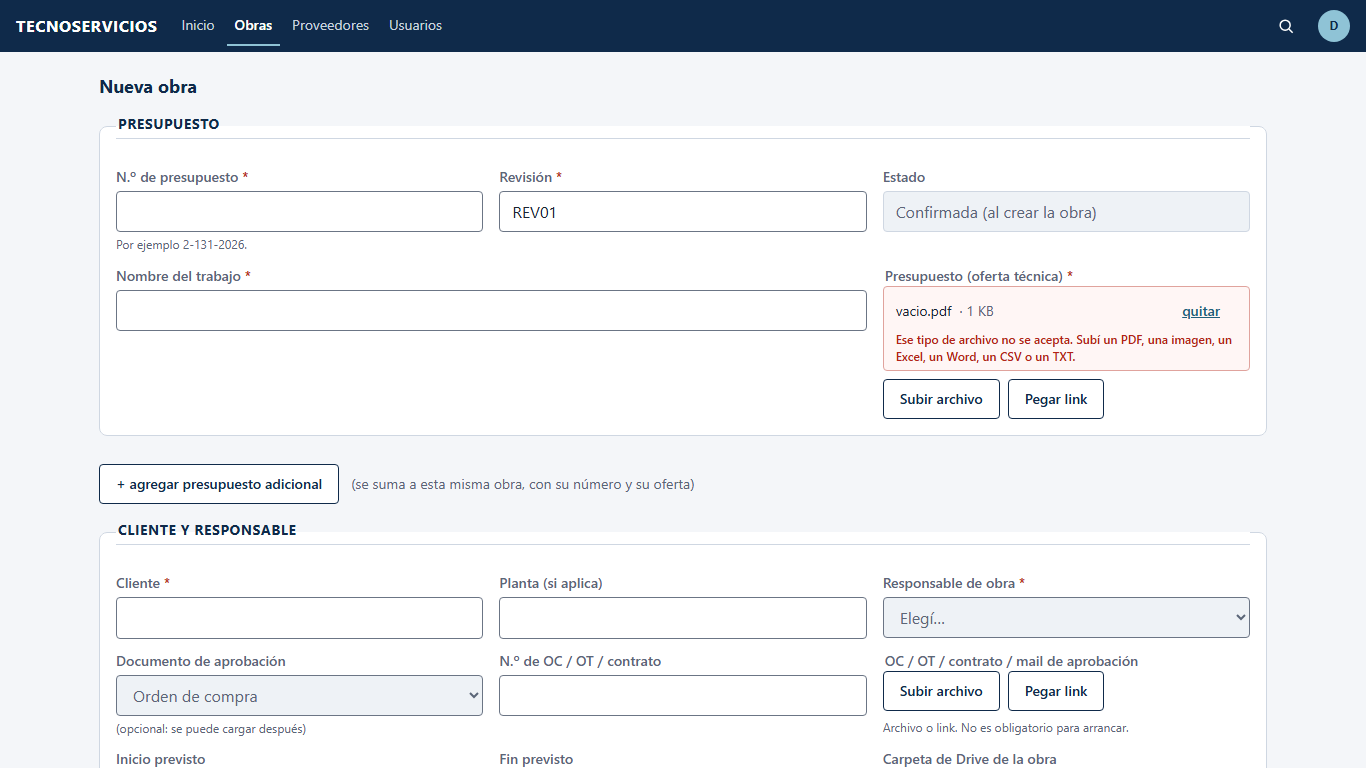 TECNOSERVICIOS Inicio Obras Proveedores Usuarios D
Nueva obra
PRESUPUESTO
N.º de presupuesto * Revisión * Estado
REV01 Confirmada (al crear la obra)
Por ejemplo 2-131-2026.
Nombre del trabajo * Presupuesto (oferta técnica) *
vacio.pdf · 1 KB quitar
Ese tipo de archivo no se acepta. Subí un PDF, una imagen, un
Excel, un Word, un CSV o un TXT.
Subir archivo Pegar link
+ agregar presupuesto adicional (se suma a esta misma obra, con su número y su oferta)
CLIENTE Y RESPONSABLE
Cliente * Planta (si aplica) Responsable de obra *
Elegí...
Documento de aprobación N.º de OC / OT / contrato OC / OT / contrato / mail de aprobación
Orden de compra Subir archivo Pegar link
(opcional: se puede cargar después) Archivo o link. No es obligatorio para arrancar.
Inicio previsto Fin previsto Carpeta de Drive de la obra